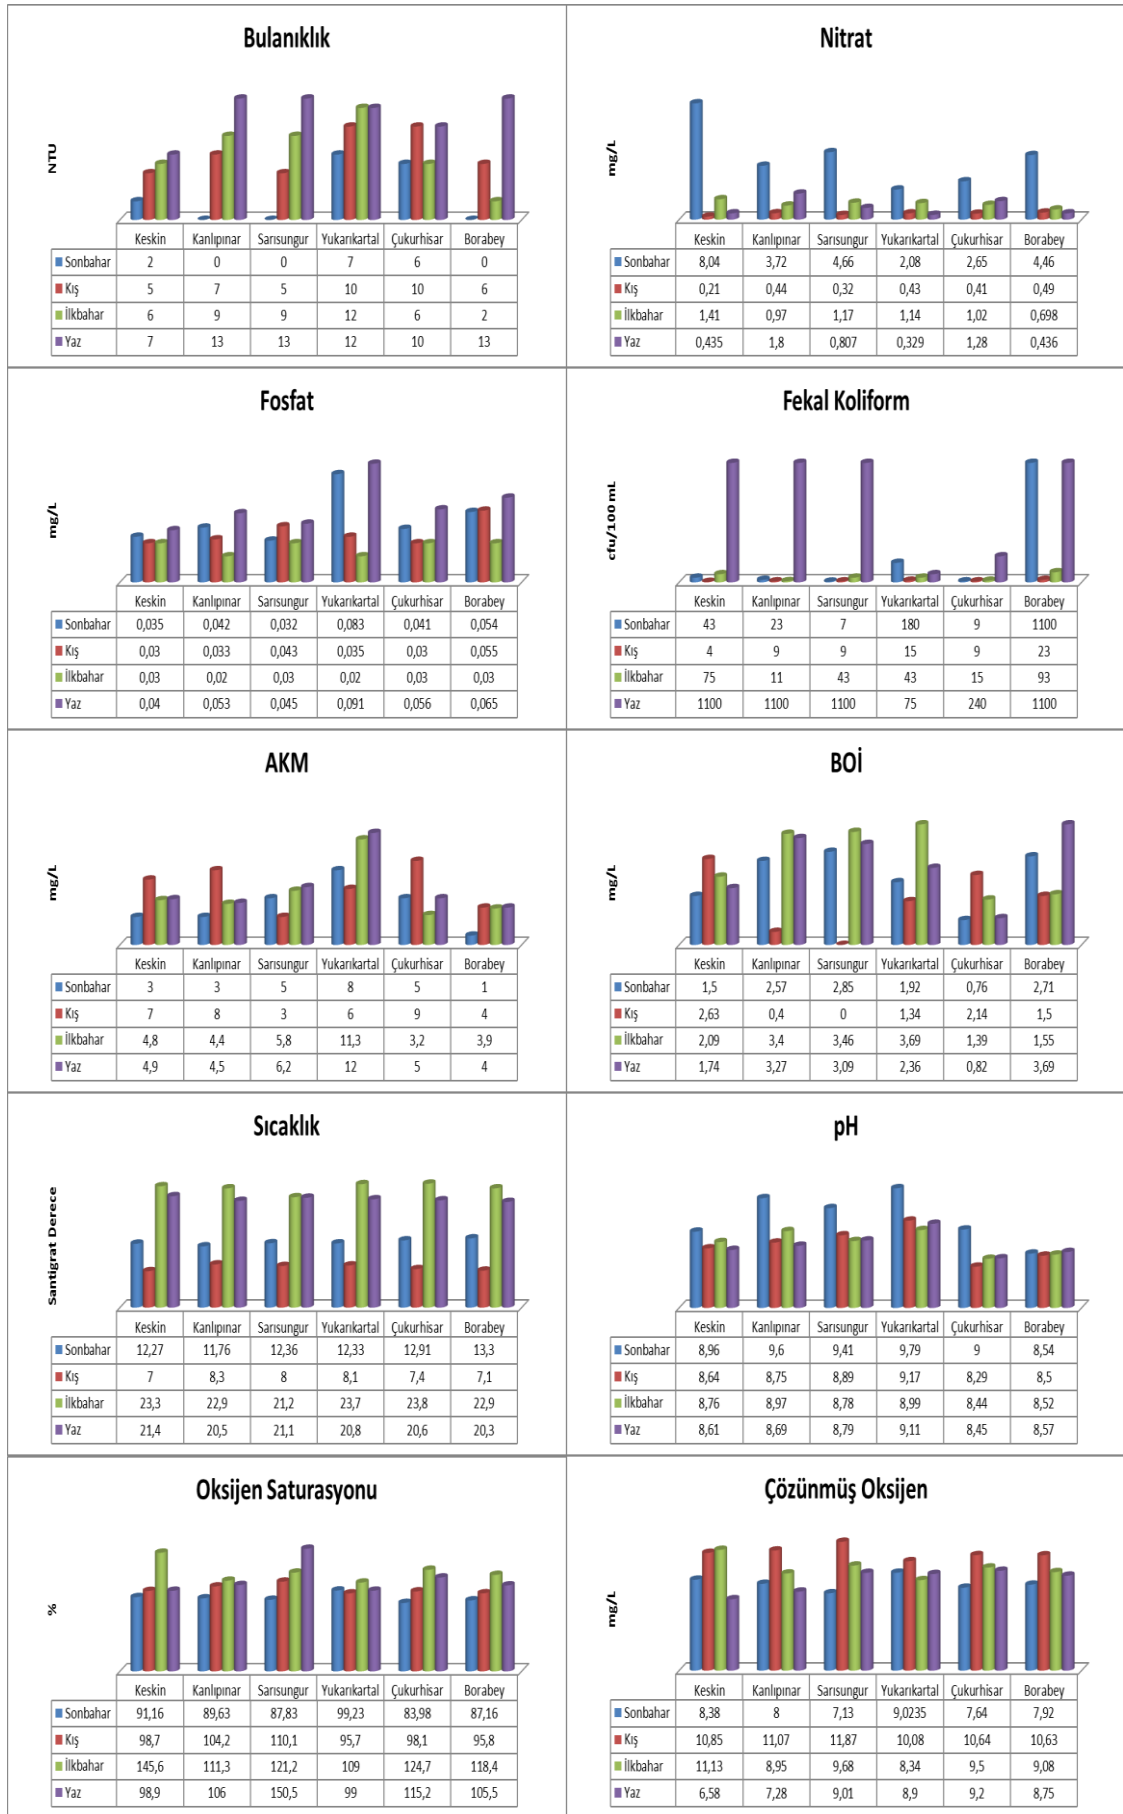 Bulanıklık
NTU
Keskin Kanlıpınar Sarısungur Yukarıkartal Çukurhisar Borabey
Sonbahar 2 0 0 7 6 0
Kış 5 7 5 10 10 6
İlkbahar 6 9 9 12 6 2
Yaz 7 13 13 12 10 13
Nitrat
mg/L
Keskin Kanlıpınar Sarısungur Yukarıkartal Çukurhisar Borabey
Sonbahar 8,04 3,72 4,66 2,08 2,65 4,46
Kış 0,21 0,44 0,32 0,43 0,41 0,49
İlkbahar 1,41 0,97 1,17 1,14 1,02 0,698
Yaz 0,435 1,8 0,807 0,329 1,28 0,436
Fosfat
mg/L
Keskin Kanlıpınar Sarısungur Yukarıkartal Çukurhisar Borabey
Sonbahar 0,035 0,042 0,032 0,083 0,041 0,054
Kış 0,03 0,033 0,043 0,035 0,03 0,055
İlkbahar 0,03 0,02 0,03 0,02 0,03 0,03
Yaz 0,04 0,053 0,045 0,091 0,056 0,065
Fekal Koliform
cfu/100 mL
Keskin Kanlıpınar Sarısungur Yukarıkartal Çukurhisar Borabey
Sonbahar 43 23 7 180 9 1100
Kış 4 9 9 15 9 23
İlkbahar 75 11 43 43 15 93
Yaz 1100 1100 1100 75 240 1100
AKM
mg/L
Keskin Kanlıpınar Sarısungur Yukarıkartal Çukurhisar Borabey
Sonbahar 3 3 5 8 5 1
Kış 7 8 3 6 9 4
İlkbahar 4,8 4,4 5,8 11,3 3,2 3,9
Yaz 4,9 4,5 6,2 12 5 4
BOİ
mg/L
Keskin Kanlıpınar Sarısungur Yukarıkartal Çukurhisar Borabey
Sonbahar 1,5 2,57 2,85 1,92 0,76 2,71
Kış 2,63 0,4 0 1,34 2,14 1,5
İlkbahar 2,09 3,4 3,46 3,69 1,39 1,55
Yaz 1,74 3,27 3,09 2,36 0,82 3,69
Sıcaklık
Santigrat Derece
Keskin Kanlıpınar Sarısungur Yukarıkartal Çukurhisar Borabey
Sonbahar 12,27 11,76 12,36 12,33 12,91 13,3
Kış 7 8,3 8 8,1 7,4 7,1
İlkbahar 23,3 22,9 21,2 23,7 23,8 22,9
Yaz 21,4 20,5 21,1 20,8 20,6 20,3
pH
Keskin Kanlıpınar Sarısungur Yukarıkartal Çukurhisar Borabey
Sonbahar 8,96 9,6 9,41 9,79 9 8,54
Kış 8,64 8,75 8,89 9,17 8,29 8,5
İlkbahar 8,76 8,97 8,78 8,99 8,44 8,52
Yaz 8,61 8,69 8,79 9,11 8,45 8,57
Oksijen Saturasyonu
%
Keskin Kanlıpınar Sarısungur Yukarıkartal Çukurhisar Borabey
Sonbahar 91,16 89,63 87,83 99,23 83,98 87,16
Kış 98,7 104,2 110,1 95,7 98,1 95,8
İlkbahar 145,6 111,3 121,2 109 124,7 118,4
Yaz 98,9 106 150,5 99 115,2 105,5
Çözünmüş Oksijen
mg/L
Keskin Kanlıpınar Sarısungur Yukarıkartal Çukurhisar Borabey
Sonbahar 8,38 8 7,13 9,0235 7,64 7,92
Kış 10,85 11,07 11,87 10,08 10,64 10,63
İlkbahar 11,13 8,95 9,68 8,34 9,5 9,08
Yaz 6,58 7,28 9,01 8,9 9,2 8,75